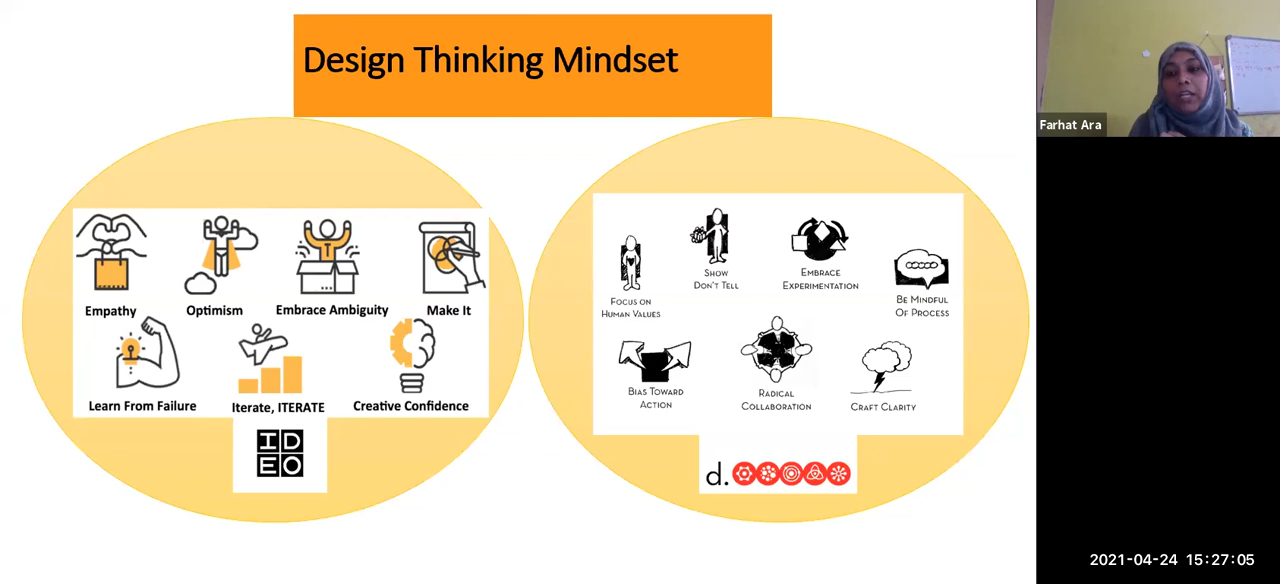 Design Thinking Mindset
Empathy
Optimism
Embrace Ambiguity
Make It
Learn From Failure
Iterate, ITERATE
Creative Confidence
ID
EO
FOCUS ON
HUMAN VALUES
SHOW
DON'T TELL
EMBRACE
EXPERIMENTATION
BE MINDFUL
OF PROCESS
BIAS TOWARD
ACTION
RADICAL
COLLABORATION
CRAFT CLARITY
d.
Farhat Ara
2021-04-24 15:27:05